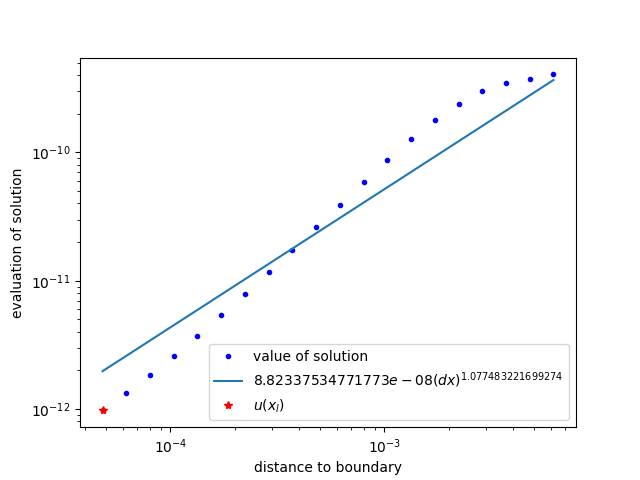 10⁻¹⁰
10⁻¹¹
10⁻¹²
evaluation of solution
value of solution
8.82337534771773e − 08(dx)^1.077483221699274
u(x_l)
10⁻⁴
10⁻³
distance to boundary